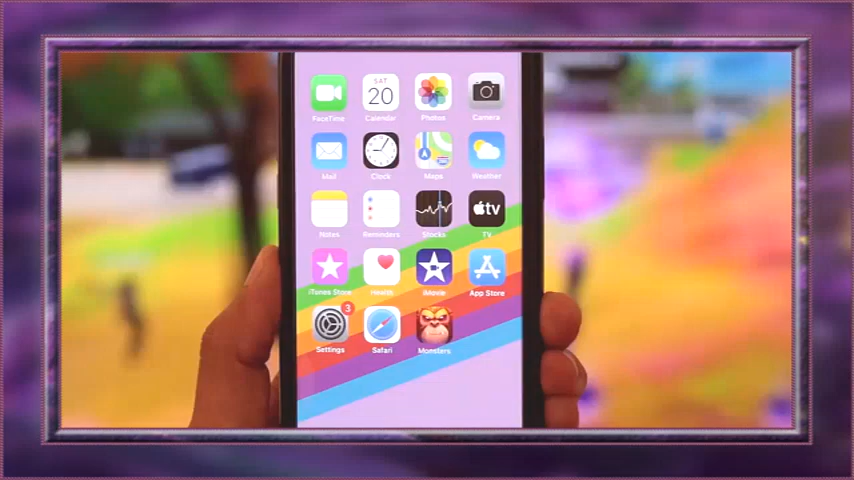 SAT
20
FaceTime
Calendar
Photos
Camera
Mail
Clock
Maps
Weather
Notes
Reminders
Stocks
tv
TV
iTunes Store
Health
iMovie
App Store
3
Settings
Safari
Monsters